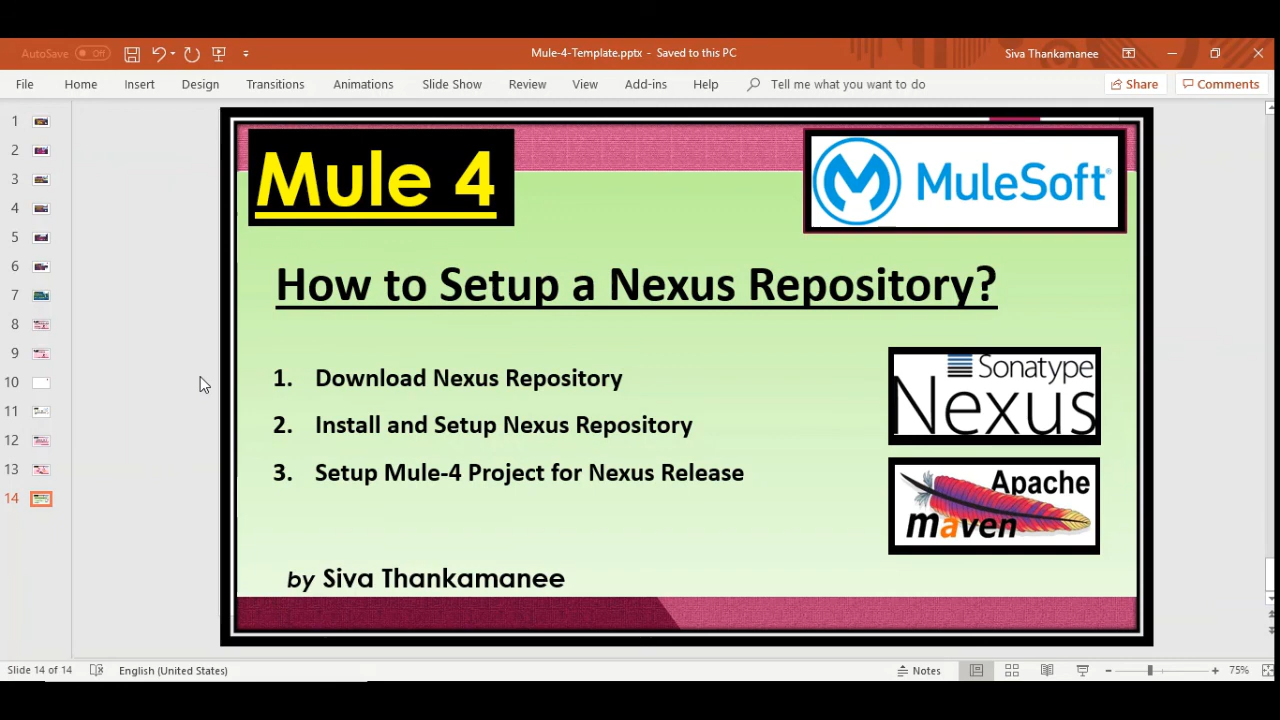 AutoSave Off
Mule-4-Template.pptx - Saved to this PC
Siva Thankamanee
File Home Insert Design Transitions Animations Slide Show Review View Add-ins Help Tell me what you want to do Share Comments
1
2
3
4
5
6
7
8
9
10
11
12
13
14
Mule 4
MuleSoft®
How to Setup a Nexus Repository?
1. Download Nexus Repository
2. Install and Setup Nexus Repository
3. Setup Mule-4 Project for Nexus Release
Sonatype
Nexus
Apache
maven
by Siva Thankamanee
Slide 14 of 14 English (United States) Notes 75%